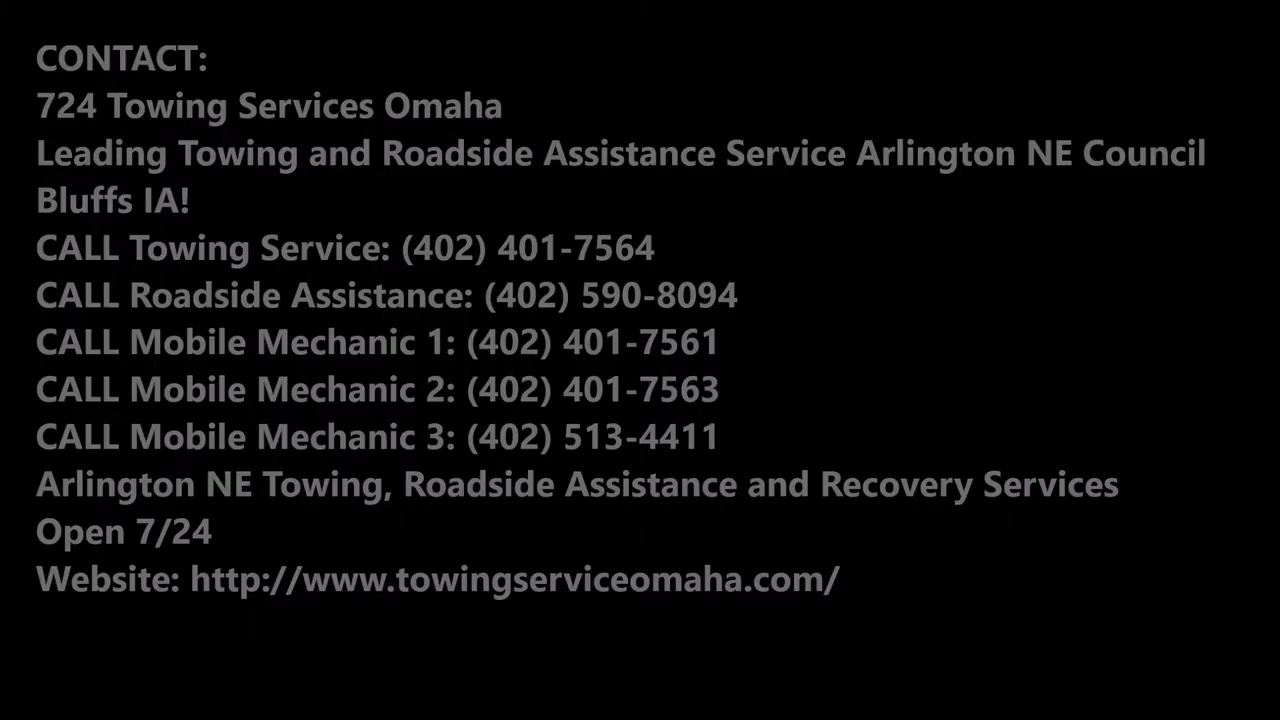 CONTACT:
724 Towing Services Omaha
Leading Towing and Roadside Assistance Service Arlington NE Council
Bluffs IA!
CALL Towing Service: (402) 401-7564
CALL Roadside Assistance: (402) 590-8094
CALL Mobile Mechanic 1: (402) 401-7561
CALL Mobile Mechanic 2: (402) 401-7563
CALL Mobile Mechanic 3: (402) 513-4411
Arlington NE Towing, Roadside Assistance and Recovery Services
Open 7/24
Website: http://www.towingserviceomaha.com/